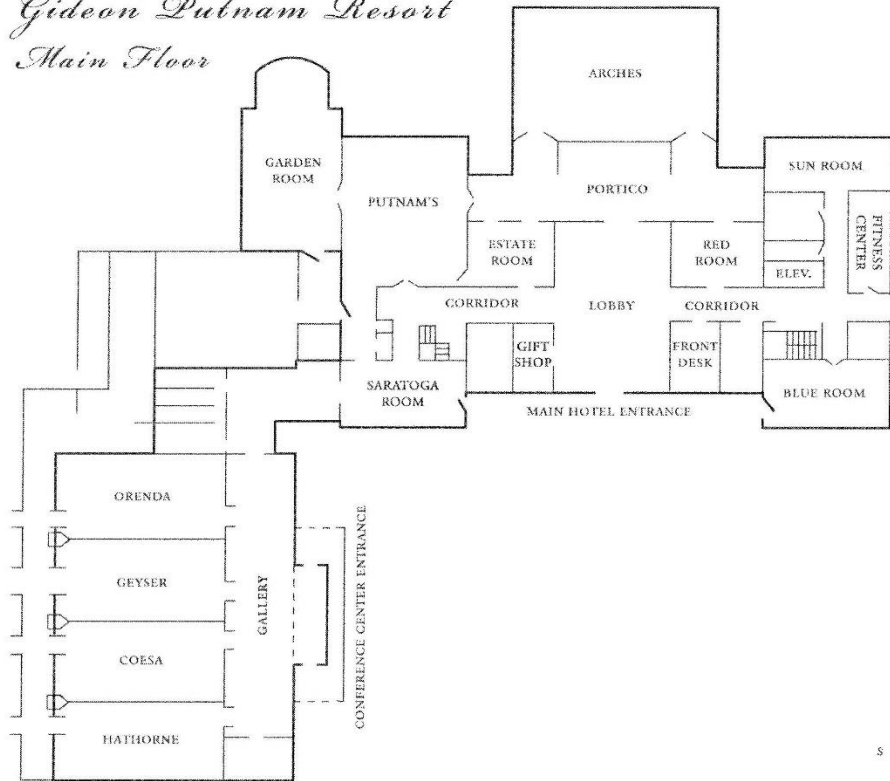 Gideon Putnam Resort
Main Floor
ARCHES
GARDEN
ROOM
SUN ROOM
PUTNAM'S
PORTICO
FITNESS
CENTER
ESTATE
ROOM
RED
ROOM
ELEV.
CORRIDOR
LOBBY
CORRIDOR
GIFT
SHOP
FRONT
DESK
SARATOGA
ROOM
BLUE ROOM
MAIN HOTEL ENTRANCE
ORENDA
GEYSER
GALLERY
CONFERENCE CENTER ENTRANCE
COESA
HATHORNE
S